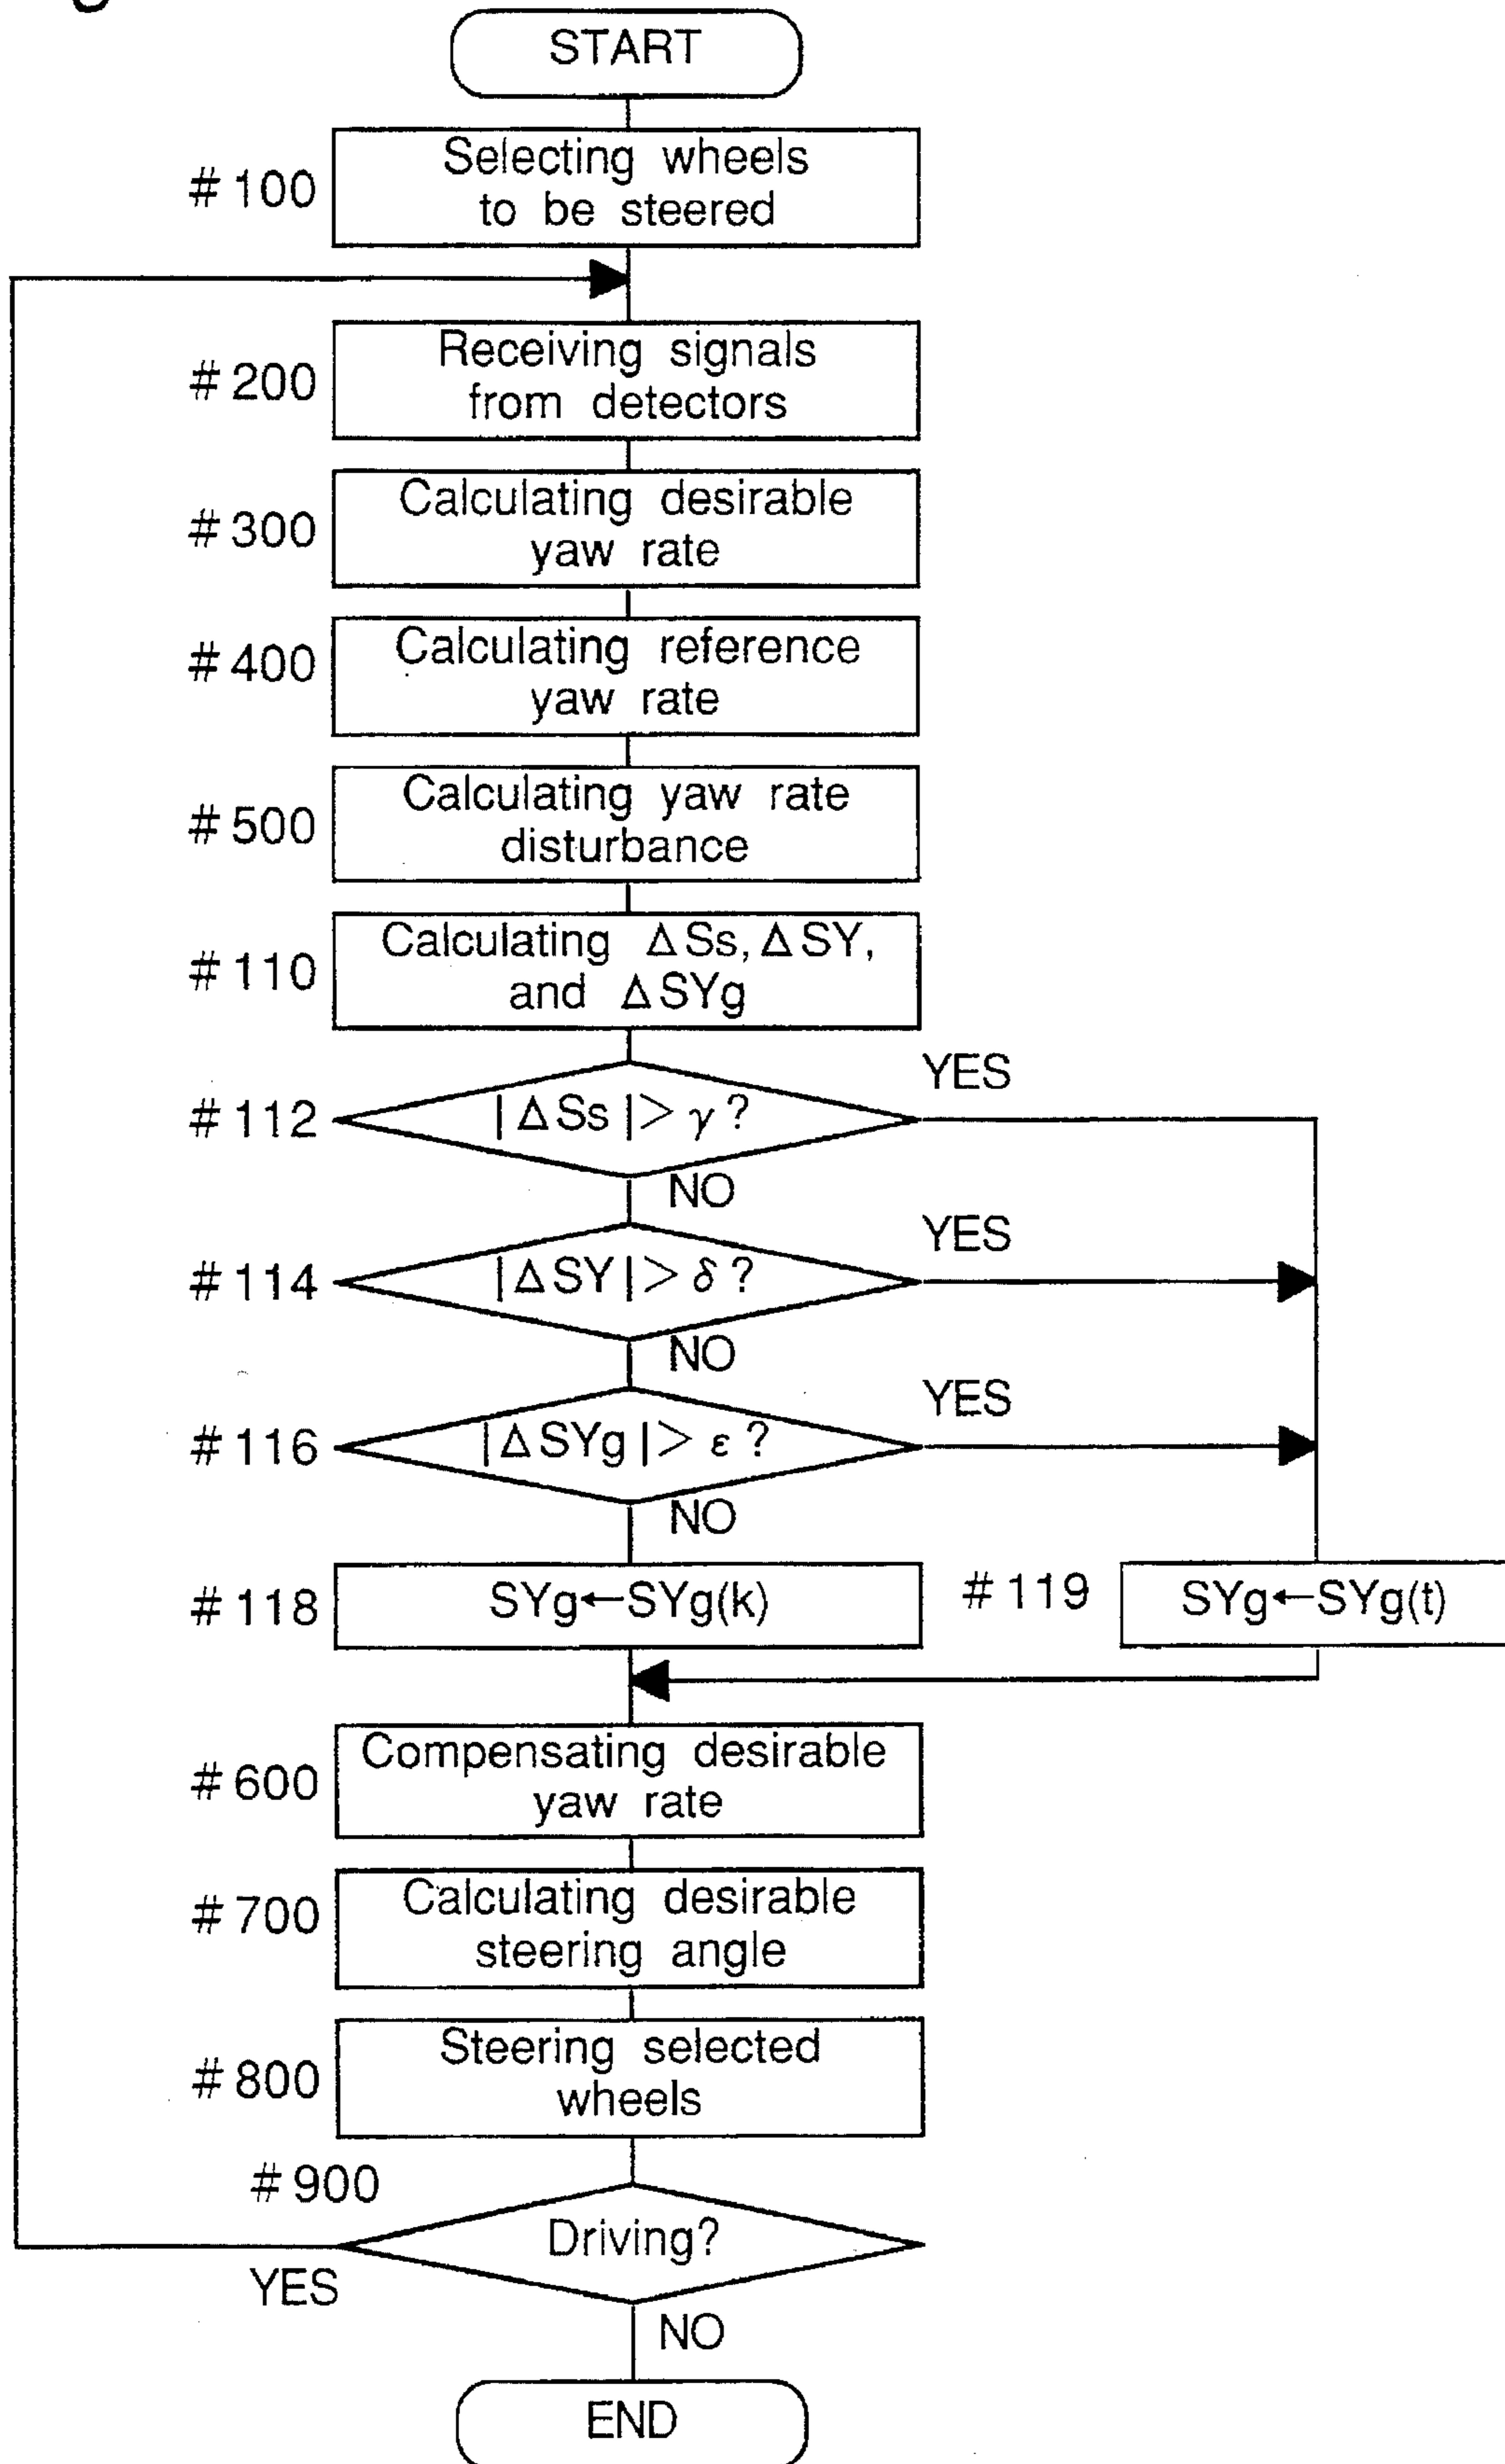 START
#100
Selecting wheels
to be steered
#200
Receiving signals
from detectors
#300
Calculating desirable
yaw rate
#400
Calculating reference
yaw rate
#500
Calculating yaw rate
disturbance
#110
Calculating ΔSs, ΔSY,
and ΔSYg
YES
#112
|ΔSs|> γ ?
NO
YES
#114
|ΔSY|> δ ?
NO
YES
#116
|ΔSYg|> ε ?
NO
#118
SYg←SYg(k)
#119
SYg←SYg(t)
#600
Compensating desirable
yaw rate
#700
Calculating desirable
steering angle
#800
Steering selected
wheels
#900
Driving?
YES
NO
END